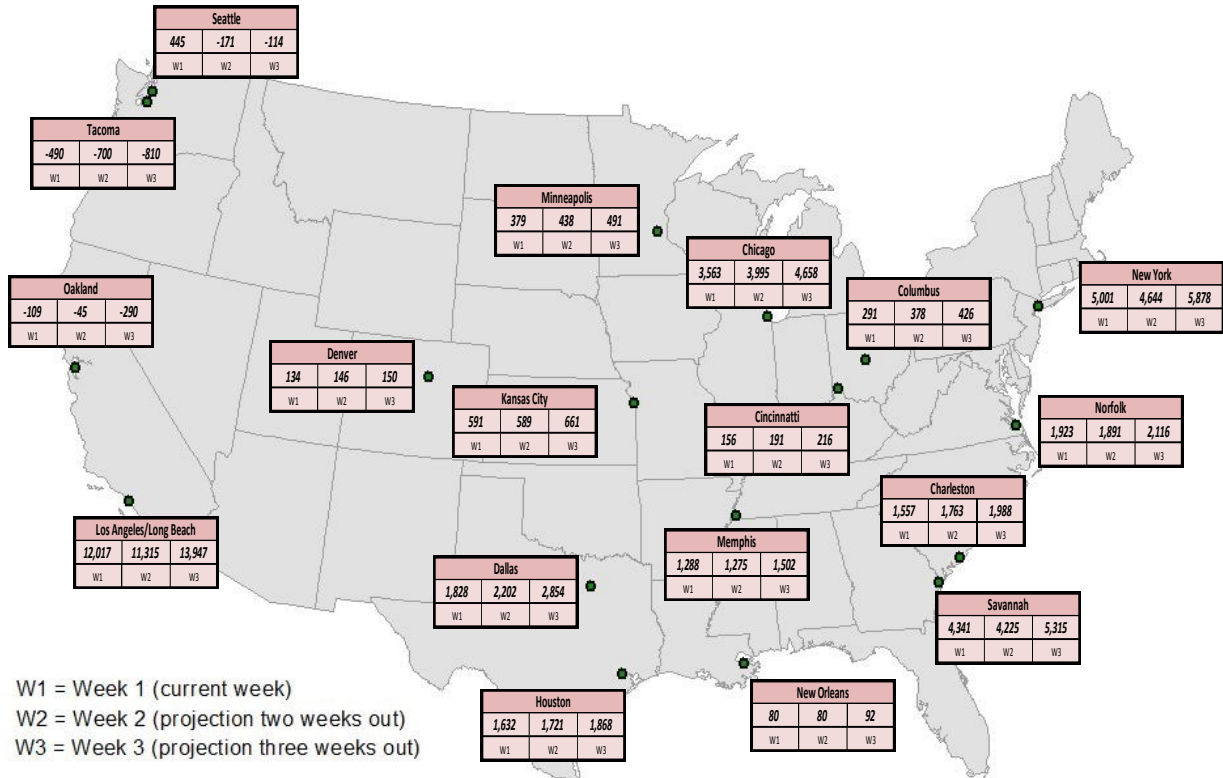 Seattle
445 -171 -114
W1 W2 W3
Tacoma
-490 -700 -810
W1 W2 W3
Minneapolis
379 438 491
W1 W2 W3
Chicago
3,563 3,995 4,658
W1 W2 W3
New York
5,001 4,644 5,878
W1 W2 W3
Oakland
-109 -45 -290
W1 W2 W3
Columbus
291 378 426
W1 W2 W3
Denver
134 146 150
W1 W2 W3
Kansas City
591 589 661
W1 W2 W3
Cincinnatti
156 191 216
W1 W2 W3
Norfolk
1,923 1,891 2,116
W1 W2 W3
Charleston
1,557 1,763 1,988
W1 W2 W3
Los Angeles/Long Beach
12,017 11,315 13,947
W1 W2 W3
Memphis
1,288 1,275 1,502
W1 W2 W3
Dallas
1,828 2,202 2,854
W1 W2 W3
Savannah
4,341 4,225 5,315
W1 W2 W3
Houston
1,632 1,721 1,868
W1 W2 W3
New Orleans
80 80 92
W1 W2 W3
W1 = Week 1 (current week)
W2 = Week 2 (projection two weeks out)
W3 = Week 3 (projection three weeks out)